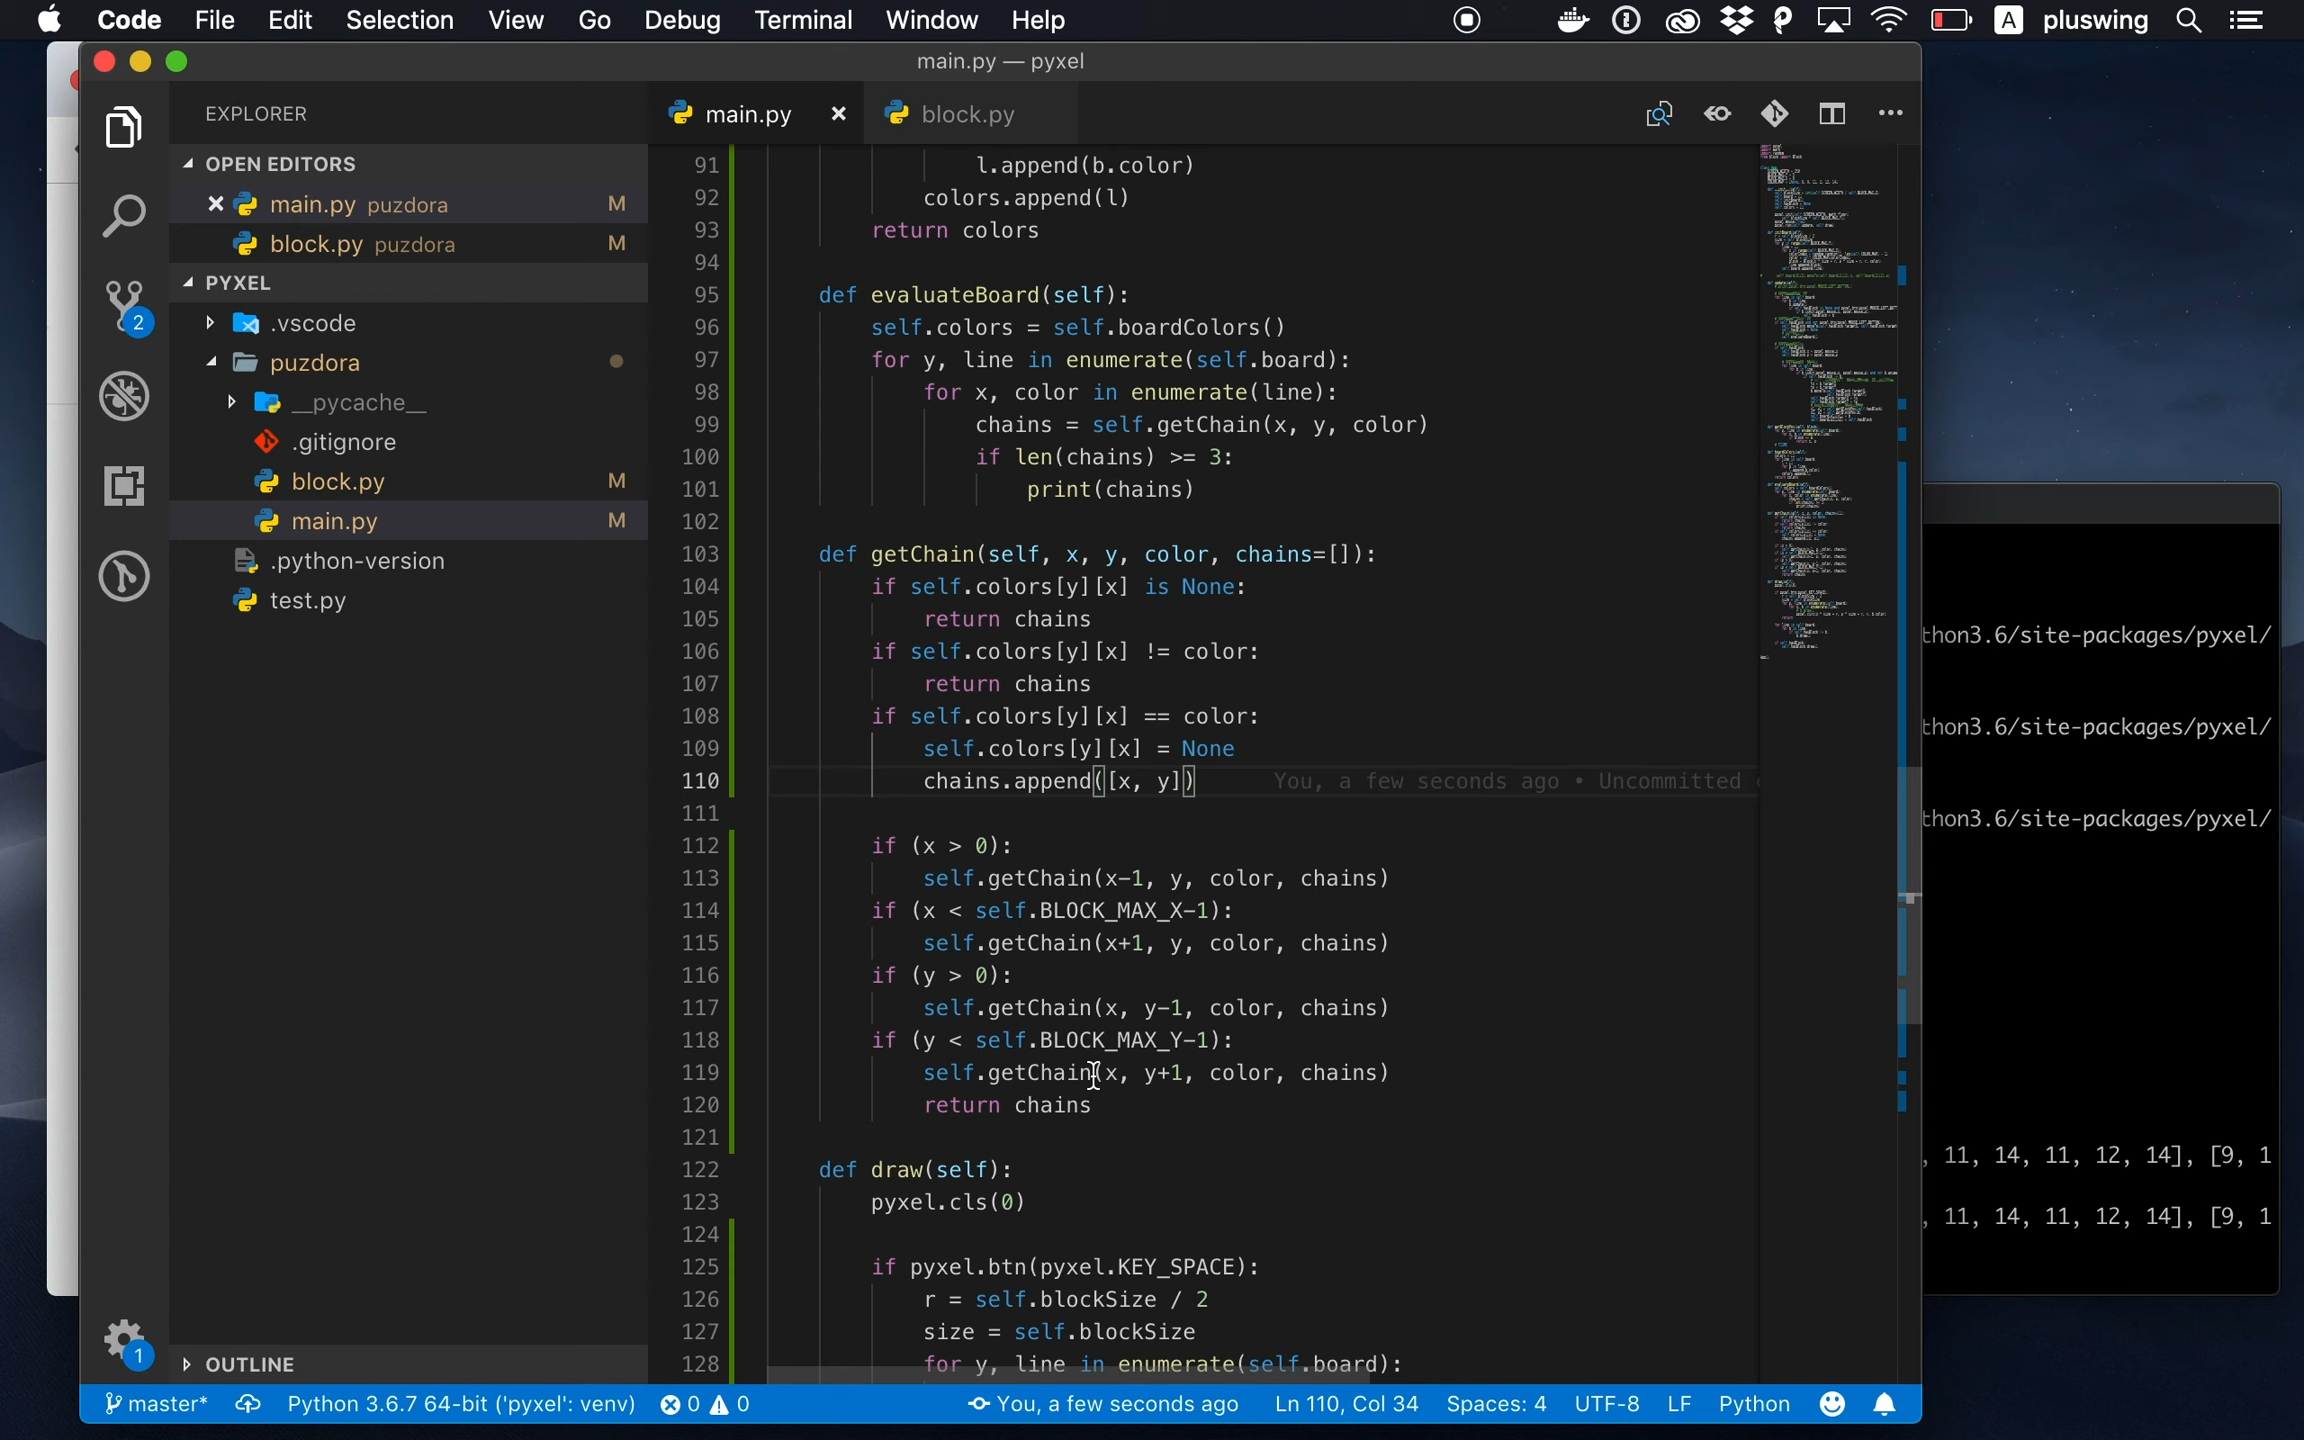 Code File Edit Selection View Go Debug Terminal Window Help
A pluswing
main.py — pyxel
EXPLORER
main.py
block.py
OPEN EDITORS
main.py puzdora M
block.py puzdora M
PYXEL
.vscode
puzdora
__pycache__
.gitignore
block.py M
main.py M
.python-version
test.py
OUTLINE
91 l.append(b.color)
92 colors.append(l)
93 return colors
94
95 def evaluateBoard(self):
96 self.colors = self.boardColors()
97 for y, line in enumerate(self.board):
98 for x, color in enumerate(line):
99 chains = self.getChain(x, y, color)
100 if len(chains) >= 3:
101 print(chains)
102
103 def getChain(self, x, y, color, chains=[]):
104 if self.colors[y][x] is None:
105 return chains
106 if self.colors[y][x] != color:
107 return chains
108 if self.colors[y][x] == color:
109 self.colors[y][x] = None
110 chains.append([x, y]) You, a few seconds ago • Uncommitted
111
112 if (x > 0):
113 self.getChain(x-1, y, color, chains)
114 if (x < self.BLOCK_MAX_X-1):
115 self.getChain(x+1, y, color, chains)
116 if (y > 0):
117 self.getChain(x, y-1, color, chains)
118 if (y < self.BLOCK_MAX_Y-1):
119 self.getChain(x, y+1, color, chains)
120 return chains
121
122 def draw(self):
123 pyxel.cls(0)
124
125 if pyxel.btn(pyxel.KEY_SPACE):
126 r = self.blockSize / 2
127 size = self.blockSize
128 for y, line in enumerate(self.board):
thon3.6/site-packages/pyxel/
thon3.6/site-packages/pyxel/
thon3.6/site-packages/pyxel/
, 11, 14, 11, 12, 14], [9, 1
, 11, 14, 11, 12, 14], [9, 1
2
1
master* Python 3.6.7 64-bit ('pyxel': venv) 0 0 You, a few seconds ago Ln 110, Col 34 Spaces: 4 UTF-8 LF Python